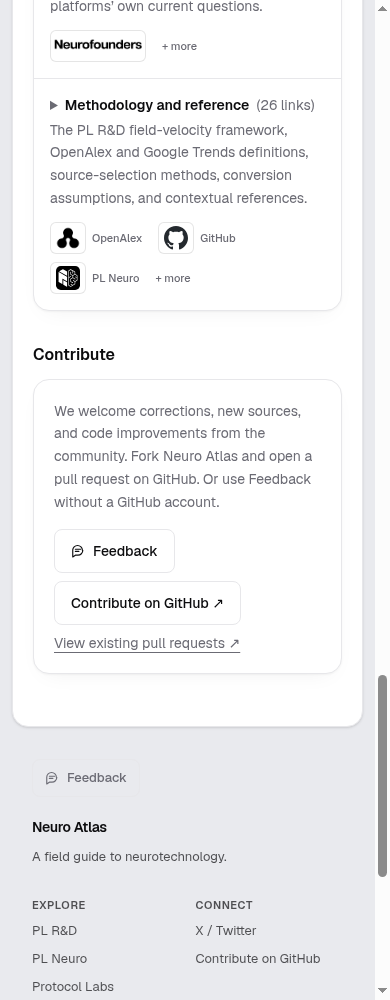 platforms' own current questions.
Neurofounders
+ more
▶ Methodology and reference (26 links)
The PL R&D field-velocity framework,
OpenAlex and Google Trends definitions,
source-selection methods, conversion
assumptions, and contextual references.
OpenAlex
GitHub
PL Neuro
+ more
Contribute
We welcome corrections, new sources,
and code improvements from the
community. Fork Neuro Atlas and open a
pull request on GitHub. Or use Feedback
without a GitHub account.
Feedback
Contribute on GitHub ↗
View existing pull requests ↗
Feedback
Neuro Atlas
A field guide to neurotechnology.
EXPLORE
PL R&D
PL Neuro
Protocol Labs
CONNECT
X / Twitter
Contribute on GitHub